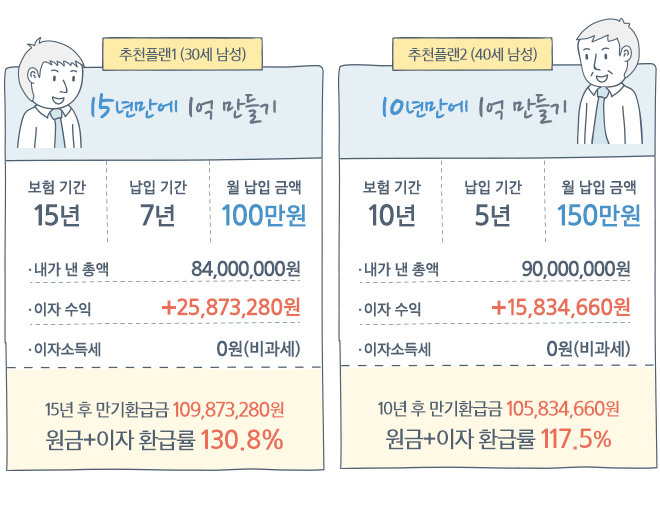 추천플랜1 (30세 남성)
15년만에 1억 만들기
보험 기간 납입 기간 월 납입 금액
15년 7년 100만원
·내가 낸 총액 84,000,000원
·이자 수익 +25,873,280원
·이자소득세 0원(비과세)
15년 후 만기환급금 109,873,280원
원금+이자 환급률 130.8%
추천플랜2 (40세 남성)
10년만에 1억 만들기
보험 기간 납입 기간 월 납입 금액
10년 5년 150만원
·내가 낸 총액 90,000,000원
·이자 수익 +15,834,660원
·이자소득세 0원(비과세)
10년 후 만기환급금 105,834,660원
원금+이자 환급률 117.5%